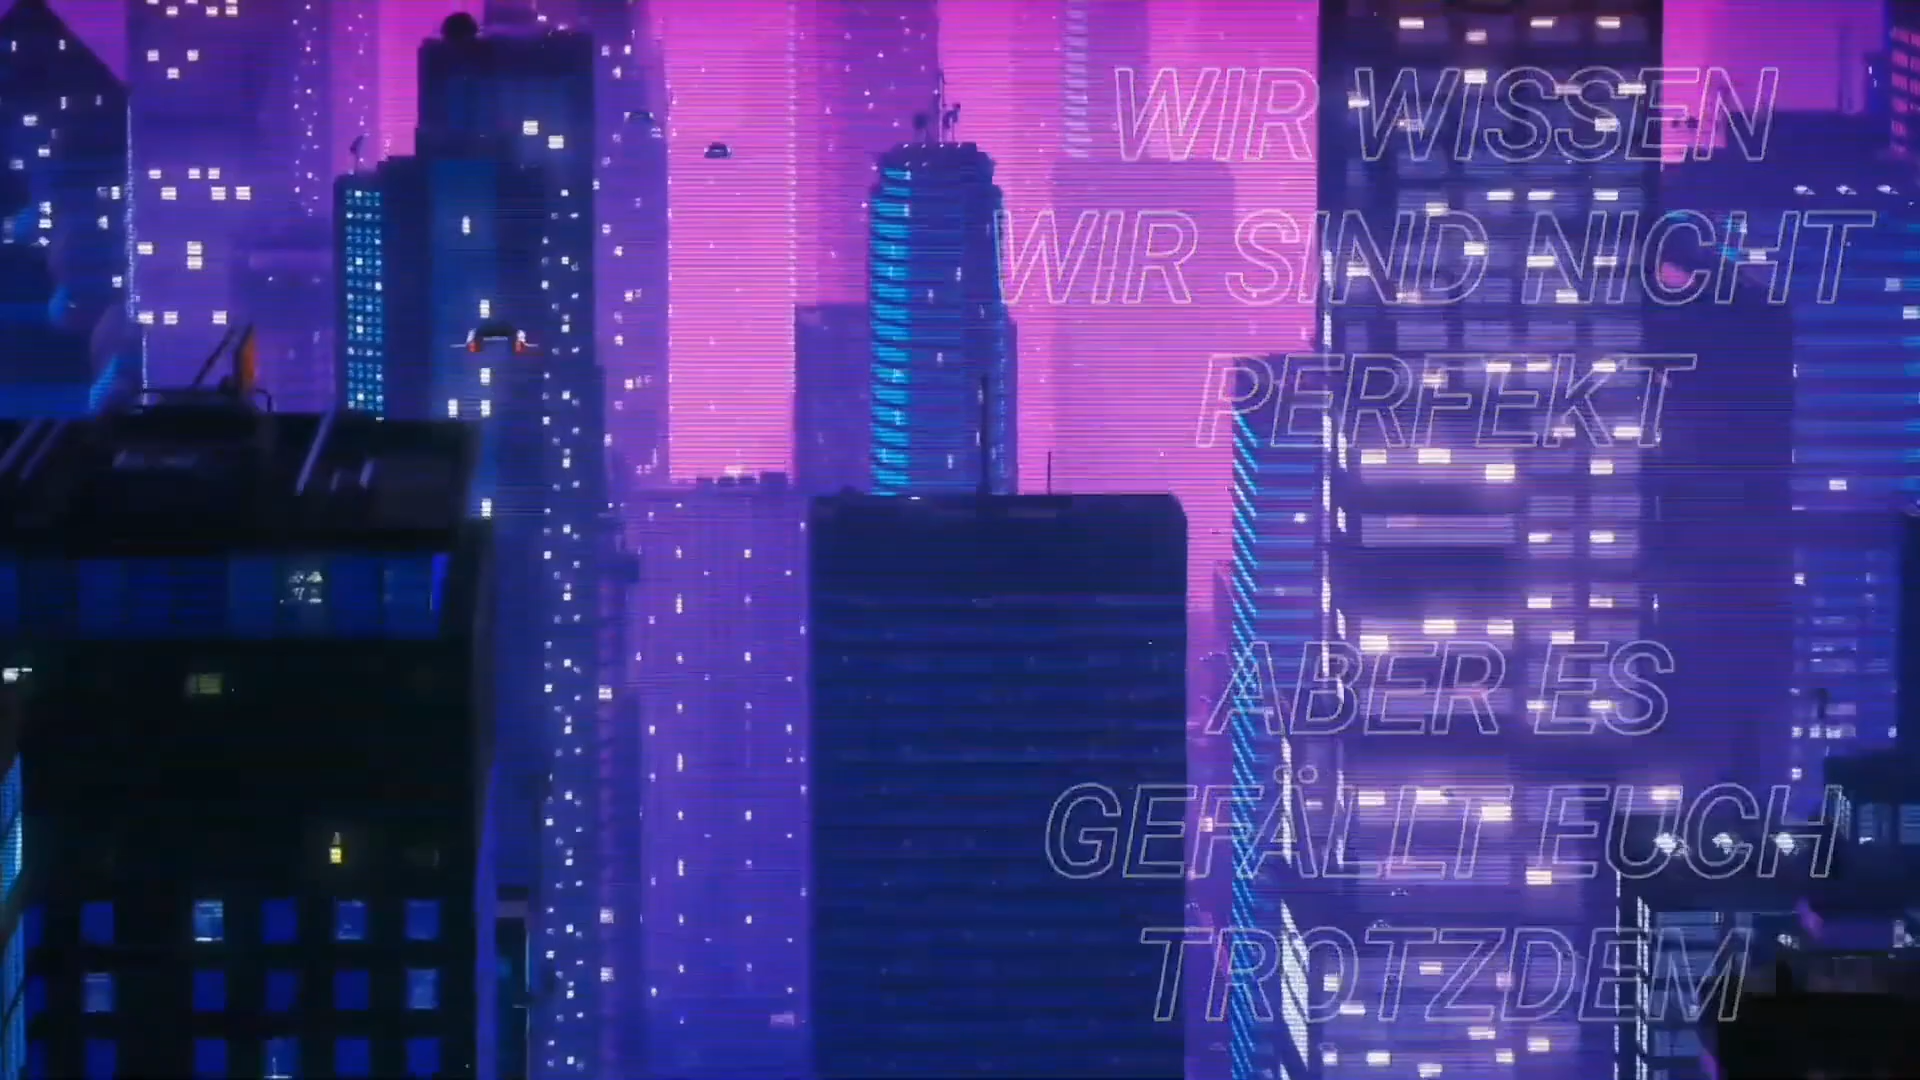 WIR WISSEN
WIR SIND NICHT
PERFEKT
ABER ES
GEFÄLLT EUCH
TROTZDEM